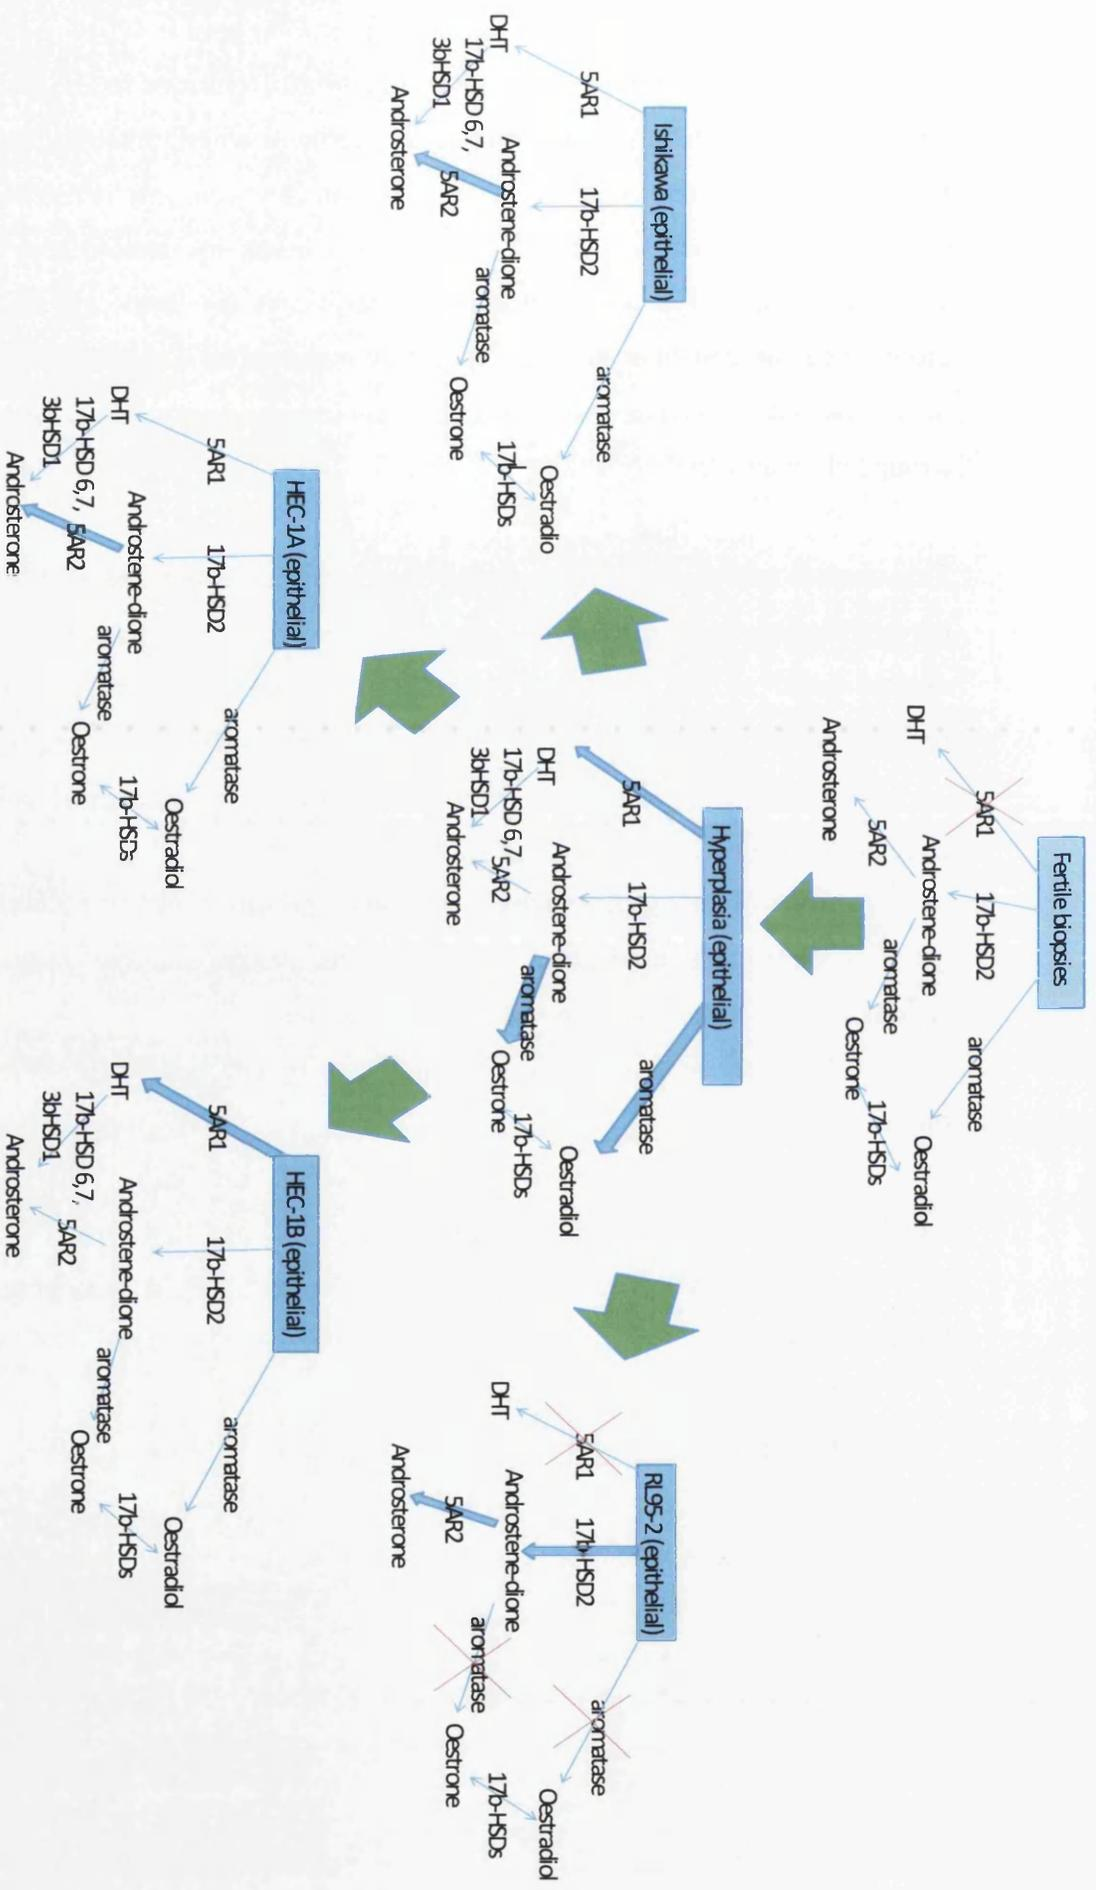 Fertile biopsies
5AR1
17b-HSD2
aromatase
DHT
Androstene-dione
Oestradiol
5AR2
aromatase
17b-HSDs
Androsterone
Oestrone
Hyperplasia (epithelial)
5AR1
17b-HSD2
aromatase
DHT
Androstene-dione
Oestradiol
17b-HSD 6,7,
3bHSD1
5AR2
aromatase
17b-HSDs
Androsterone
Oestrone
Ishikawa (epithelial)
5AR1
17b-HSD2
aromatase
DHT
Androstene-dione
Oestradio
17b-HSD 6,7,
3bHSD1
5AR2
aromatase
17b-HSDs
Androsterone
Oestrone
RL95-2 (epithelial)
5AR1
17b-HSD2
aromatase
DHT
Androstene-dione
Oestradiol
5AR2
aromatase
17b-HSDs
Androsterone
Oestrone
HEC-1A (epithelial)
5AR1
17b-HSD2
aromatase
DHT
Androstene-dione
Oestradiol
17b-HSD 6,7,
3bHSD1
5AR2
aromatase
17b-HSDs
Androsterone
Oestrone
HEC-1B (epithelial)
5AR1
17b-HSD2
aromatase
DHT
Androstene-dione
Oestradiol
17b-HSD 6,7,
3bHSD1
5AR2
aromatase
17b-HSDs
Androsterone
Oestrone